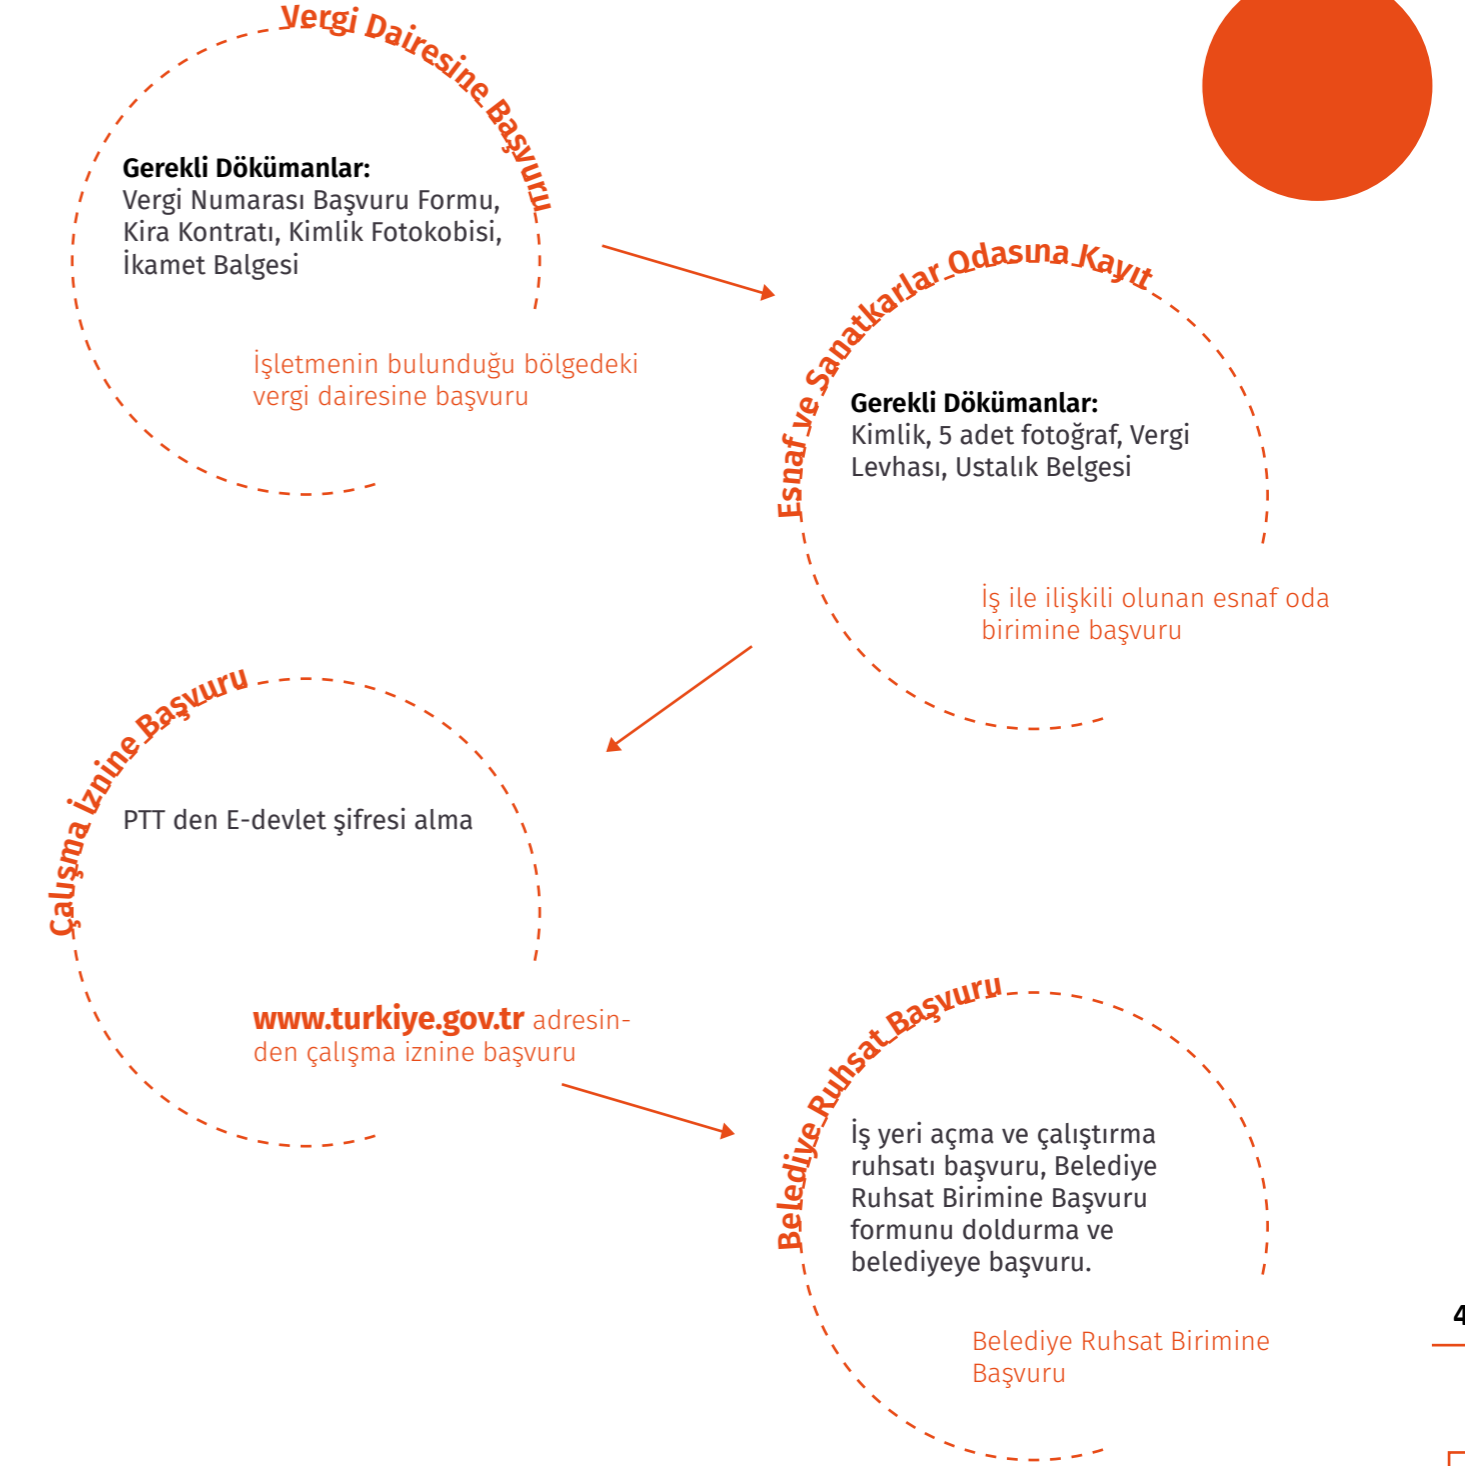 Vergi Dairesine Başvuru
Gerekli Dökümanlar:
Vergi Numarası Başvuru Formu,
Kira Kontratı, Kimlik Fotokobisi,
İkamet Balgesi
İşletmenin bulunduğu bölgedeki
vergi dairesine başvuru
Esnaf ve Sanatkarlar Odasına Kayıt
Gerekli Dökümanlar:
Kimlik, 5 adet fotoğraf, Vergi
Levhası, Ustalık Belgesi
İş ile ilişkili olunan esnaf oda
birimine başvuru
Çalışma İznine Başvuru
PTT den E-devlet şifresi alma
www.turkiye.gov.tr adresin-
den çalışma iznine başvuru
Belediye Ruhsat Başvuru
İş yeri açma ve çalıştırma
ruhsatı başvuru, Belediye
Ruhsat Birimine Başvuru
formunu doldurma ve
belediyeye başvuru.
Belediye Ruhsat Birimine
Başvuru